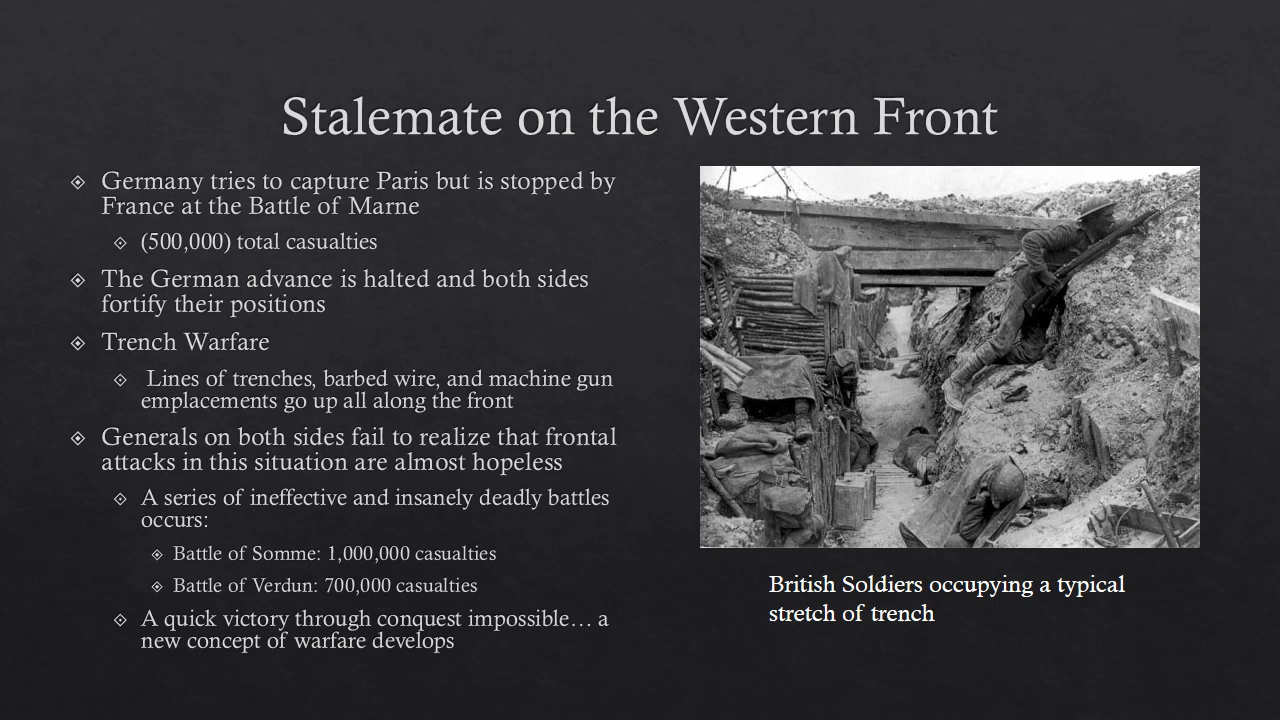 Stalemate on the Western Front
Germany tries to capture Paris but is stopped by
France at the Battle of Marne
(500,000) total casualties
The German advance is halted and both sides
fortify their positions
Trench Warfare
Lines of trenches, barbed wire, and machine gun
emplacements go up all along the front
Generals on both sides fail to realize that frontal
attacks in this situation are almost hopeless
A series of ineffective and insanely deadly battles
occurs:
Battle of Somme: 1,000,000 casualties
Battle of Verdun: 700,000 casualties
A quick victory through conquest impossible… a
new concept of warfare develops
British Soldiers occupying a typical
stretch of trench